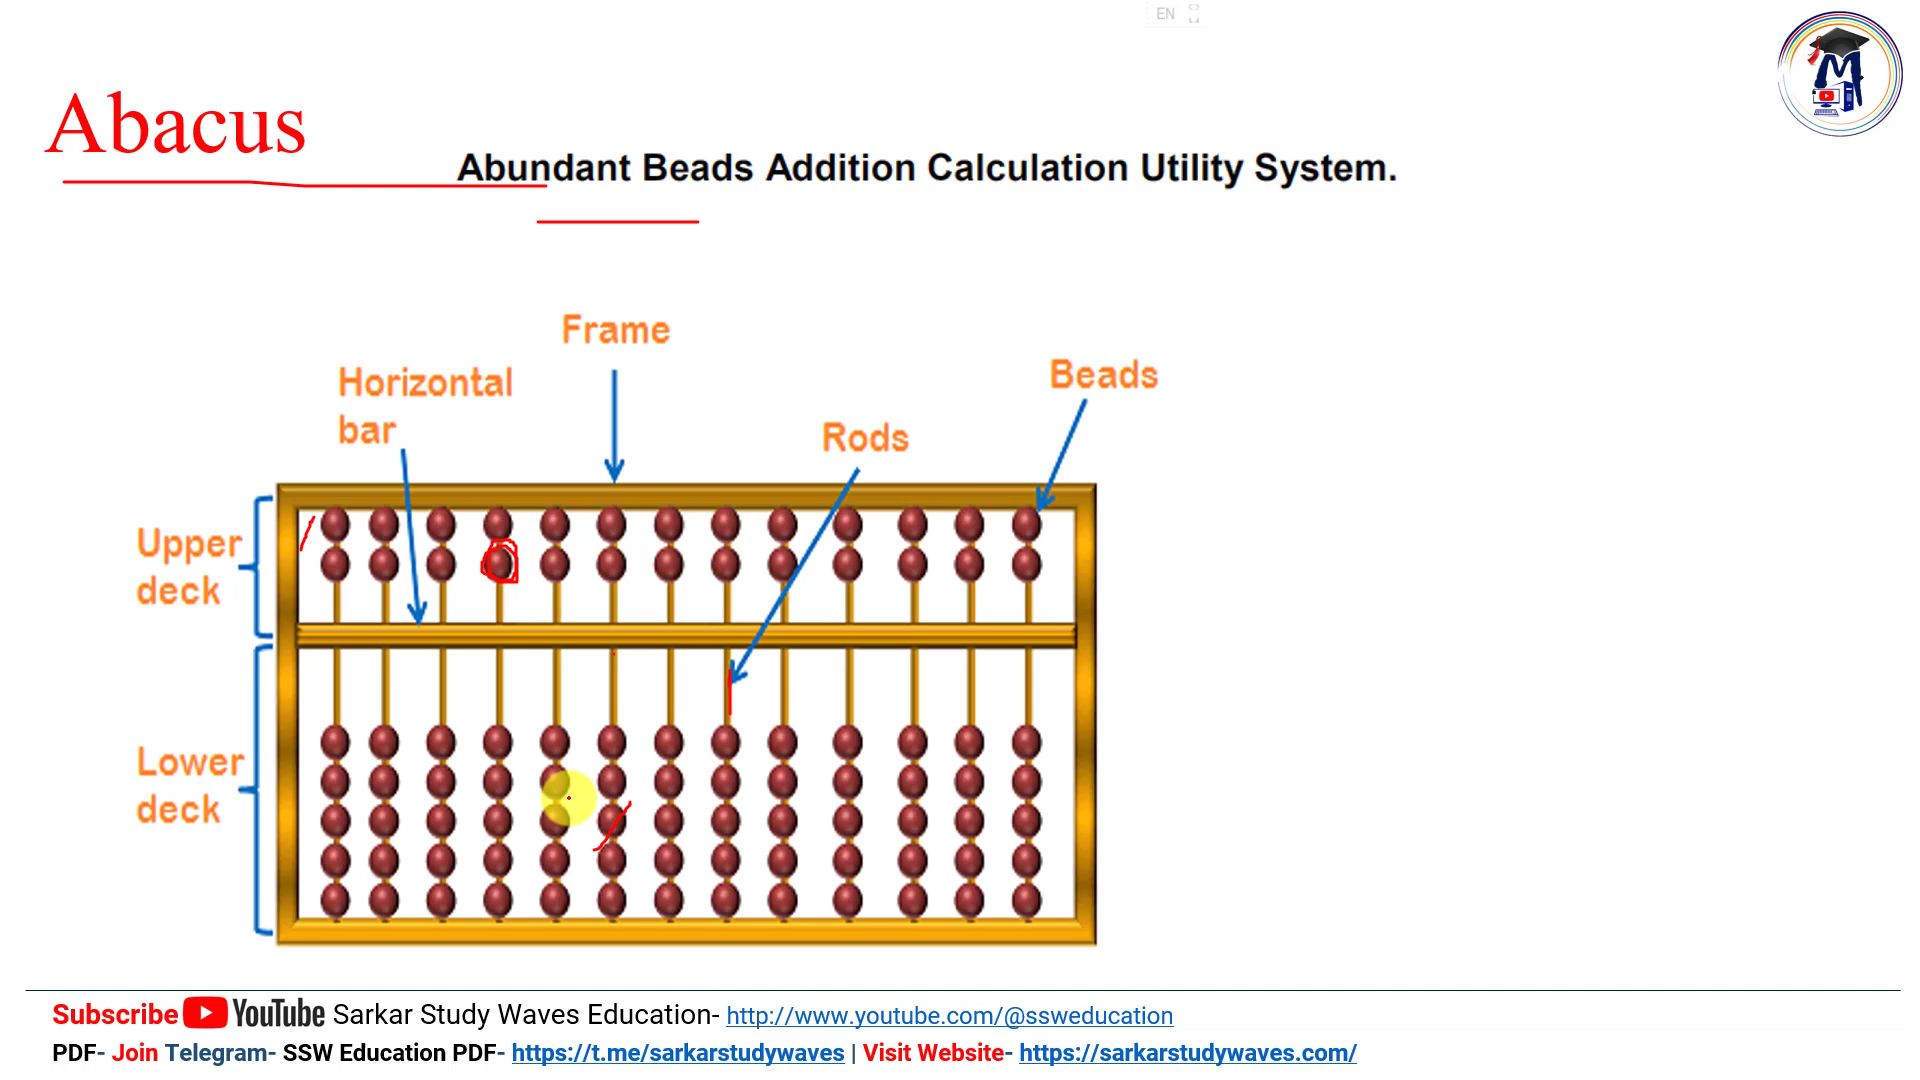 EN
Abacus
Abundant Beads Addition Calculation Utility System.
Frame
Horizontal
bar
Beads
Rods
Upper
deck
Lower
deck
Subscribe YouTube Sarkar Study Waves Education- http://www.youtube.com/@ssweducation
PDF- Join Telegram- SSW Education PDF- https://t.me/sarkarstudywaves | Visit Website- https://sarkarstudywaves.com/